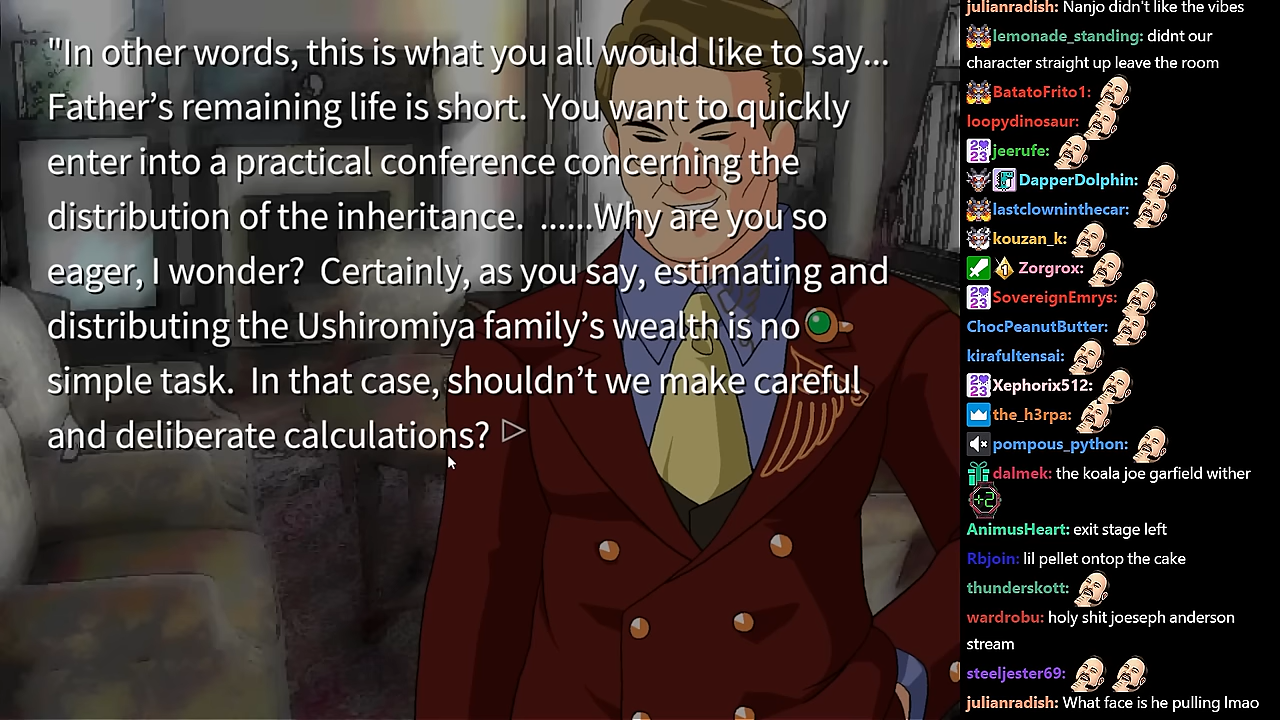 "In other words, this is what you all would like to say...
Father’s remaining life is short.  You want to quickly
enter into a practical conference concerning the
distribution of the inheritance.  ......Why are you so
eager, I wonder?  Certainly, as you say, estimating and
distributing the Ushiromiya family’s wealth is no
simple task.  In that case, shouldn’t we make careful
and deliberate calculations?
julianradish: Nanjo didn't like the vibes
lemonade_standing: didnt our
character straight up leave the room
BatatoFrito1:
loopydinosaur:
jeerufe:
DapperDolphin:
lastclowninthecar:
kouzan_k:
Zorgrox:
SovereignEmrys:
ChocPeanutButter:
kirafultensai:
Xephorix512:
the_h3rpa:
pompous_python:
dalmek: the koala joe garfield wither
+2
AnimusHeart: exit stage left
Rbjoin: lil pellet ontop the cake
thunderskott:
wardrobu: holy shit joeseph anderson
stream
steeljester69:
julianradish: What face is he pulling lmao